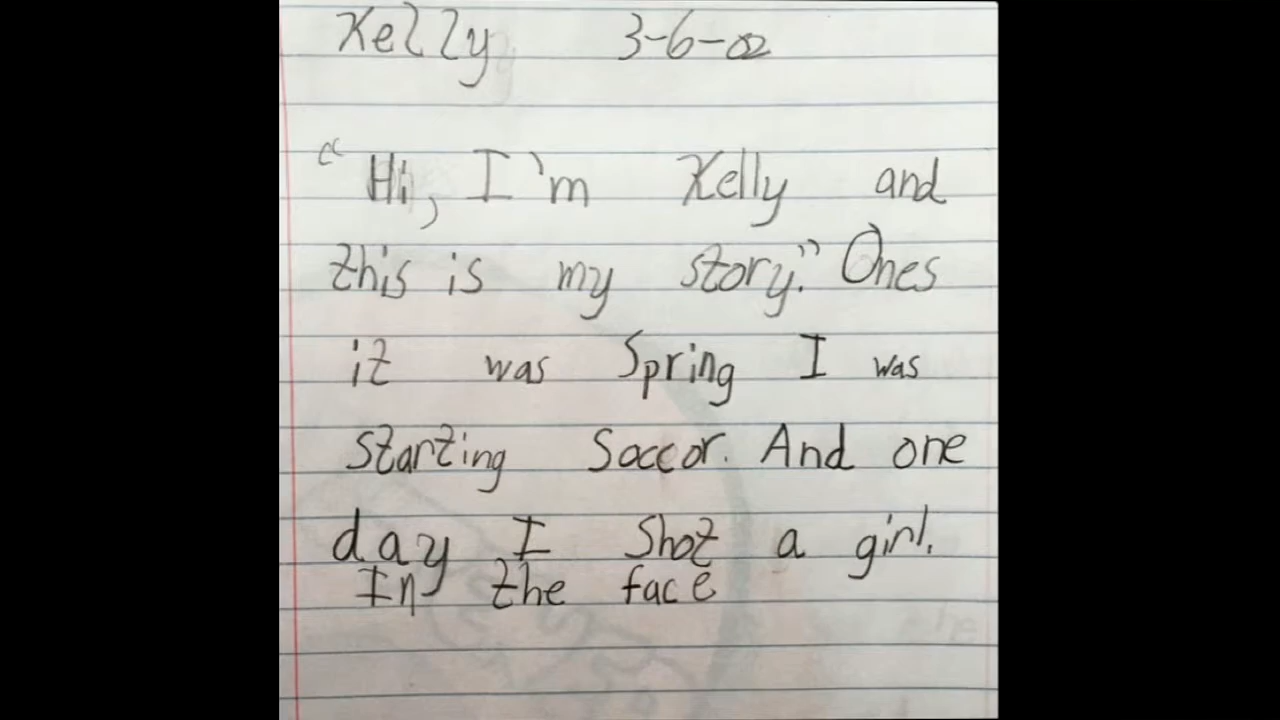 Kelly 3-6-02
"Hi, I'm Kelly and
this is my story." Ones
it was Spring I was
starting Soccor. And one
day I Shot a girl.
In the face